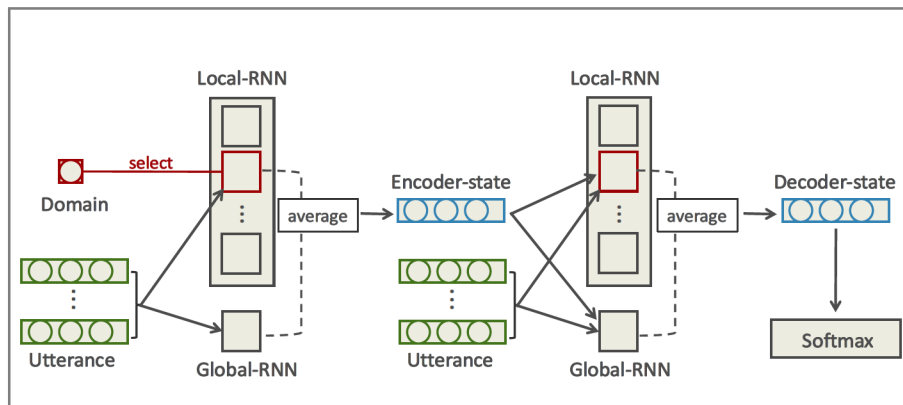 Local-RNN
Local-RNN
select
Domain
Encoder-state
Decoder-state
average
average
Utterance
Global-RNN
Utterance
Global-RNN
Softmax